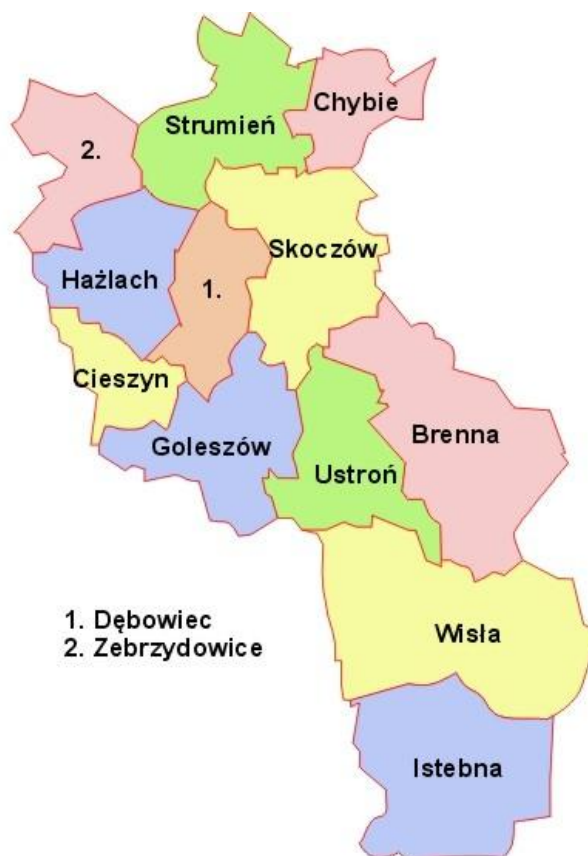 Chybie
Strumień
2.
Skoczów
Hażlach
1.
Cieszyn
Brenna
Goleszów
Ustroń
1. Dębowiec
2. Zebrzydowice
Wisła
Istebna